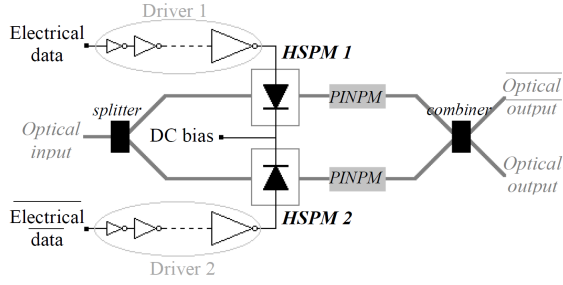 Driver 1
Electrical
data
HSPM 1
splitter
PINPM
combiner
Optical
output
Optical
input
DC bias
PINPM
Optical
output
Electrical
data
HSPM 2
Driver 2